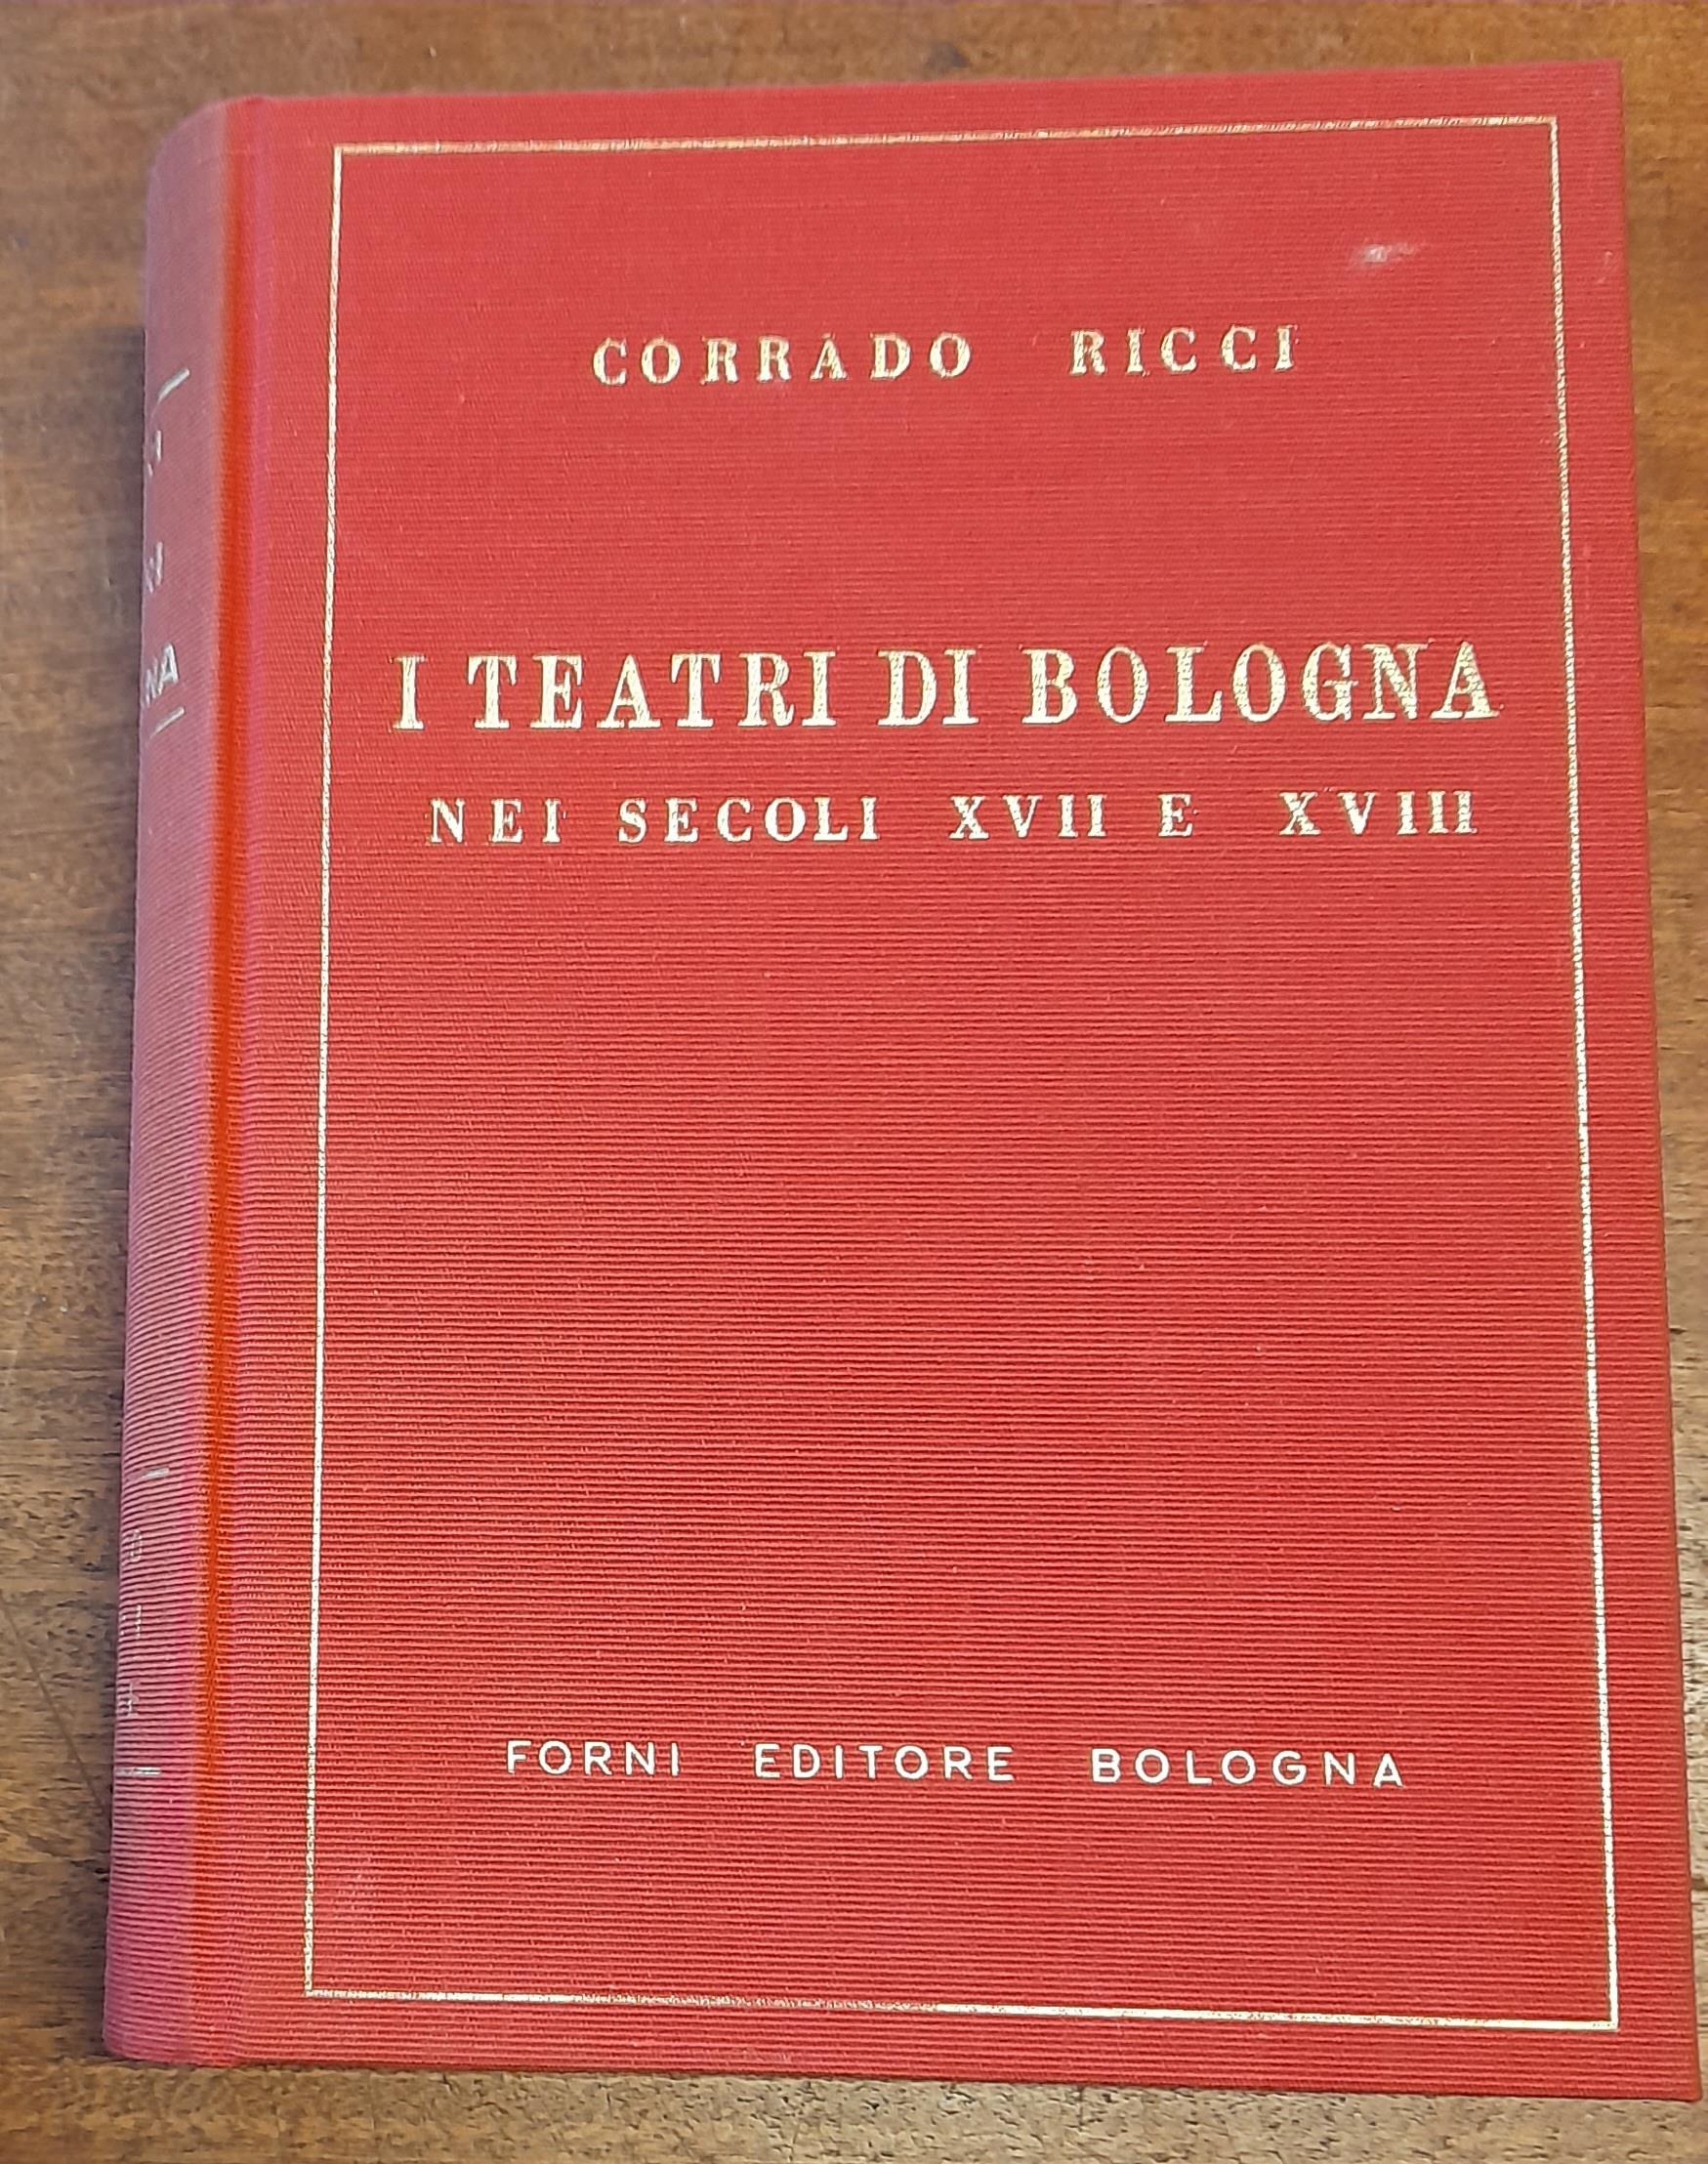 CORRADO RICCI
I TEATRI DI BOLOGNA
NEI SECOLI XVII E XVIII
FORNI EDITORE BOLOGNA